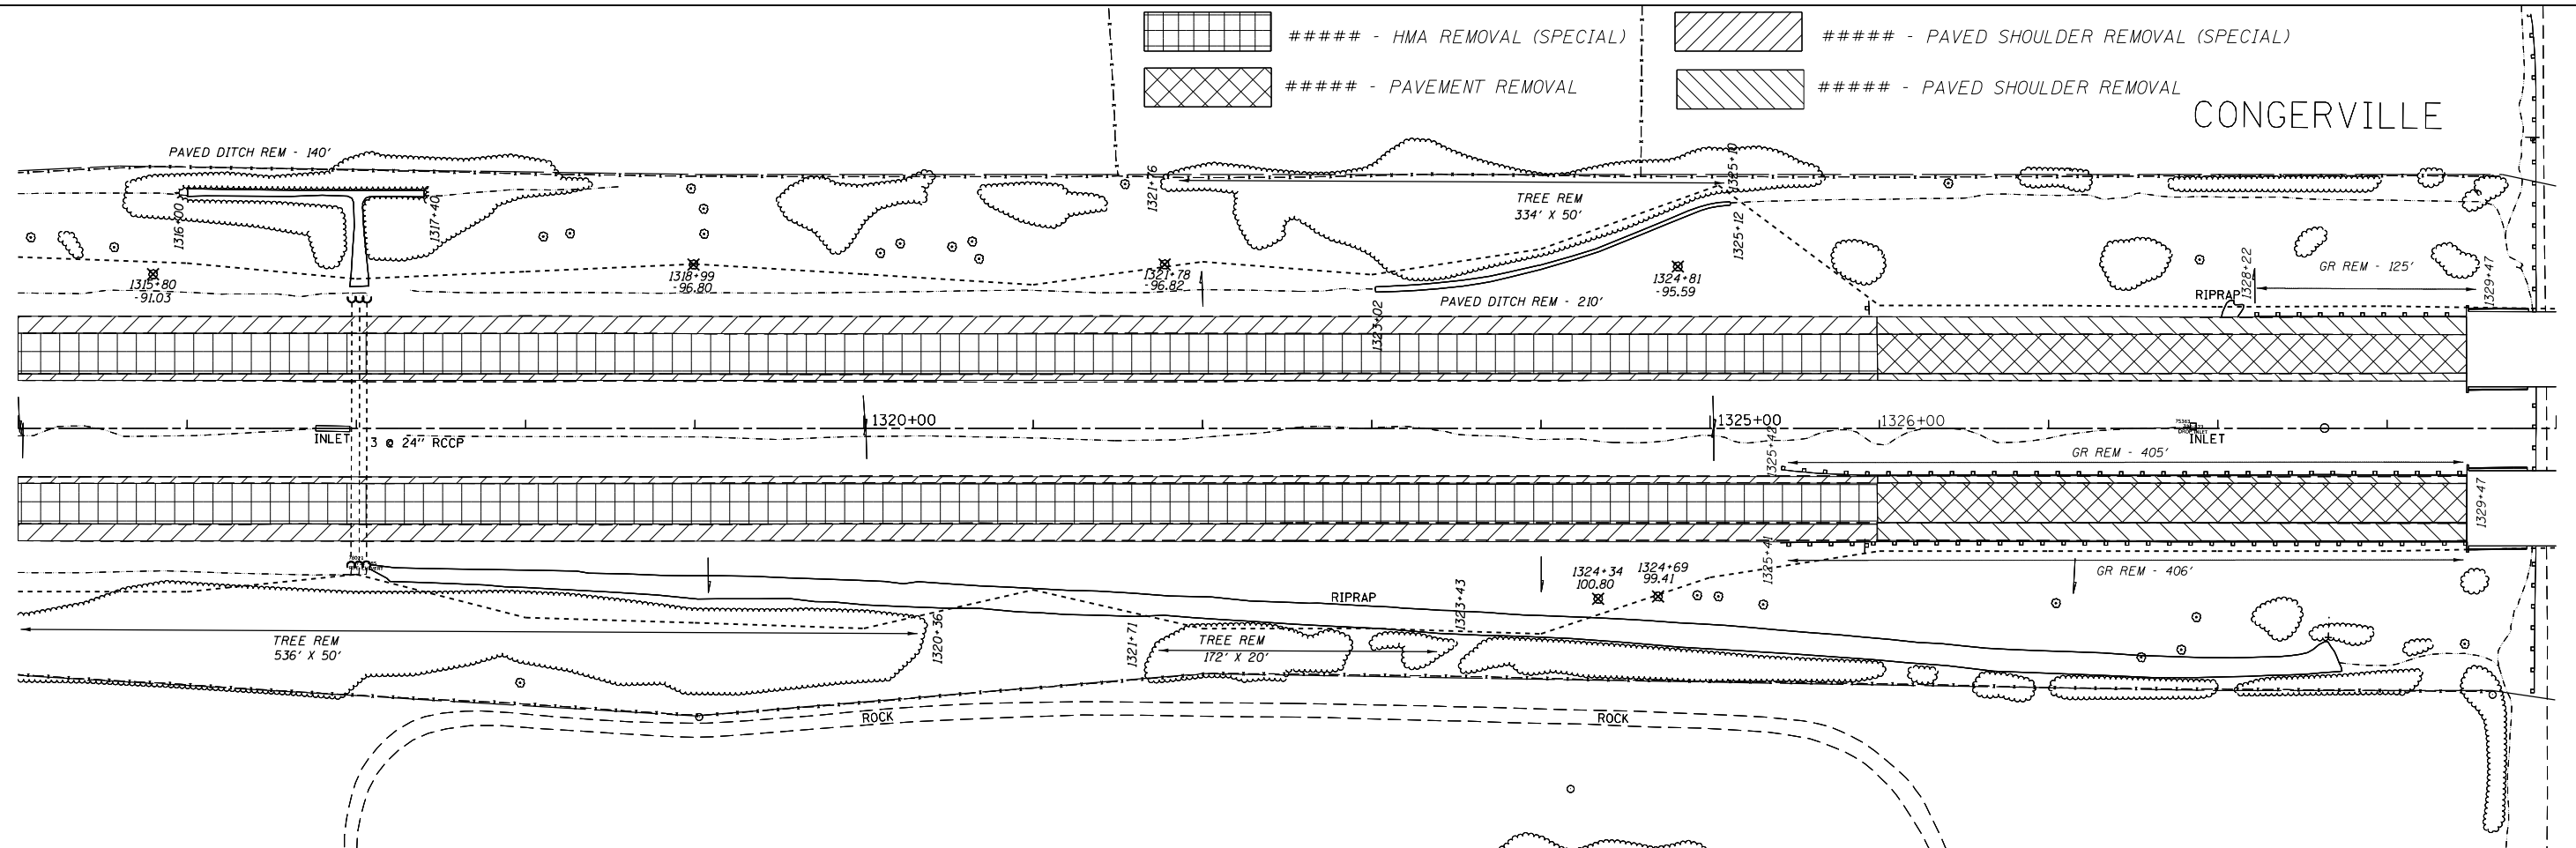 ##### - HMA REMOVAL (SPECIAL)
##### - PAVED SHOULDER REMOVAL (SPECIAL)
##### - PAVEMENT REMOVAL
##### - PAVED SHOULDER REMOVAL
CONGERVILLE
PAVED DITCH REM - 140'
1316+00
1317+40
1321+76
1325+10
TREE REM
334' X 50'
1325+12
1315+80
-91.03
1318+99
-96.80
1321+78
-96.82
1324+81
-95.59
PAVED DITCH REM - 210'
1323+02
RIPRAP
1328+22
GR REM - 125'
1329+47
INLET
3 @ 24" RCCP
1320+00
1325+00
1326+00
INLET
1325+42
GR REM - 405'
1329+47
1325+41
GR REM - 406'
1324+34
100.80
1324+69
99.41
RIPRAP
1323+43
TREE REM
536' X 50'
1320+36
1321+71
TREE REM
172' X 20'
ROCK
ROCK